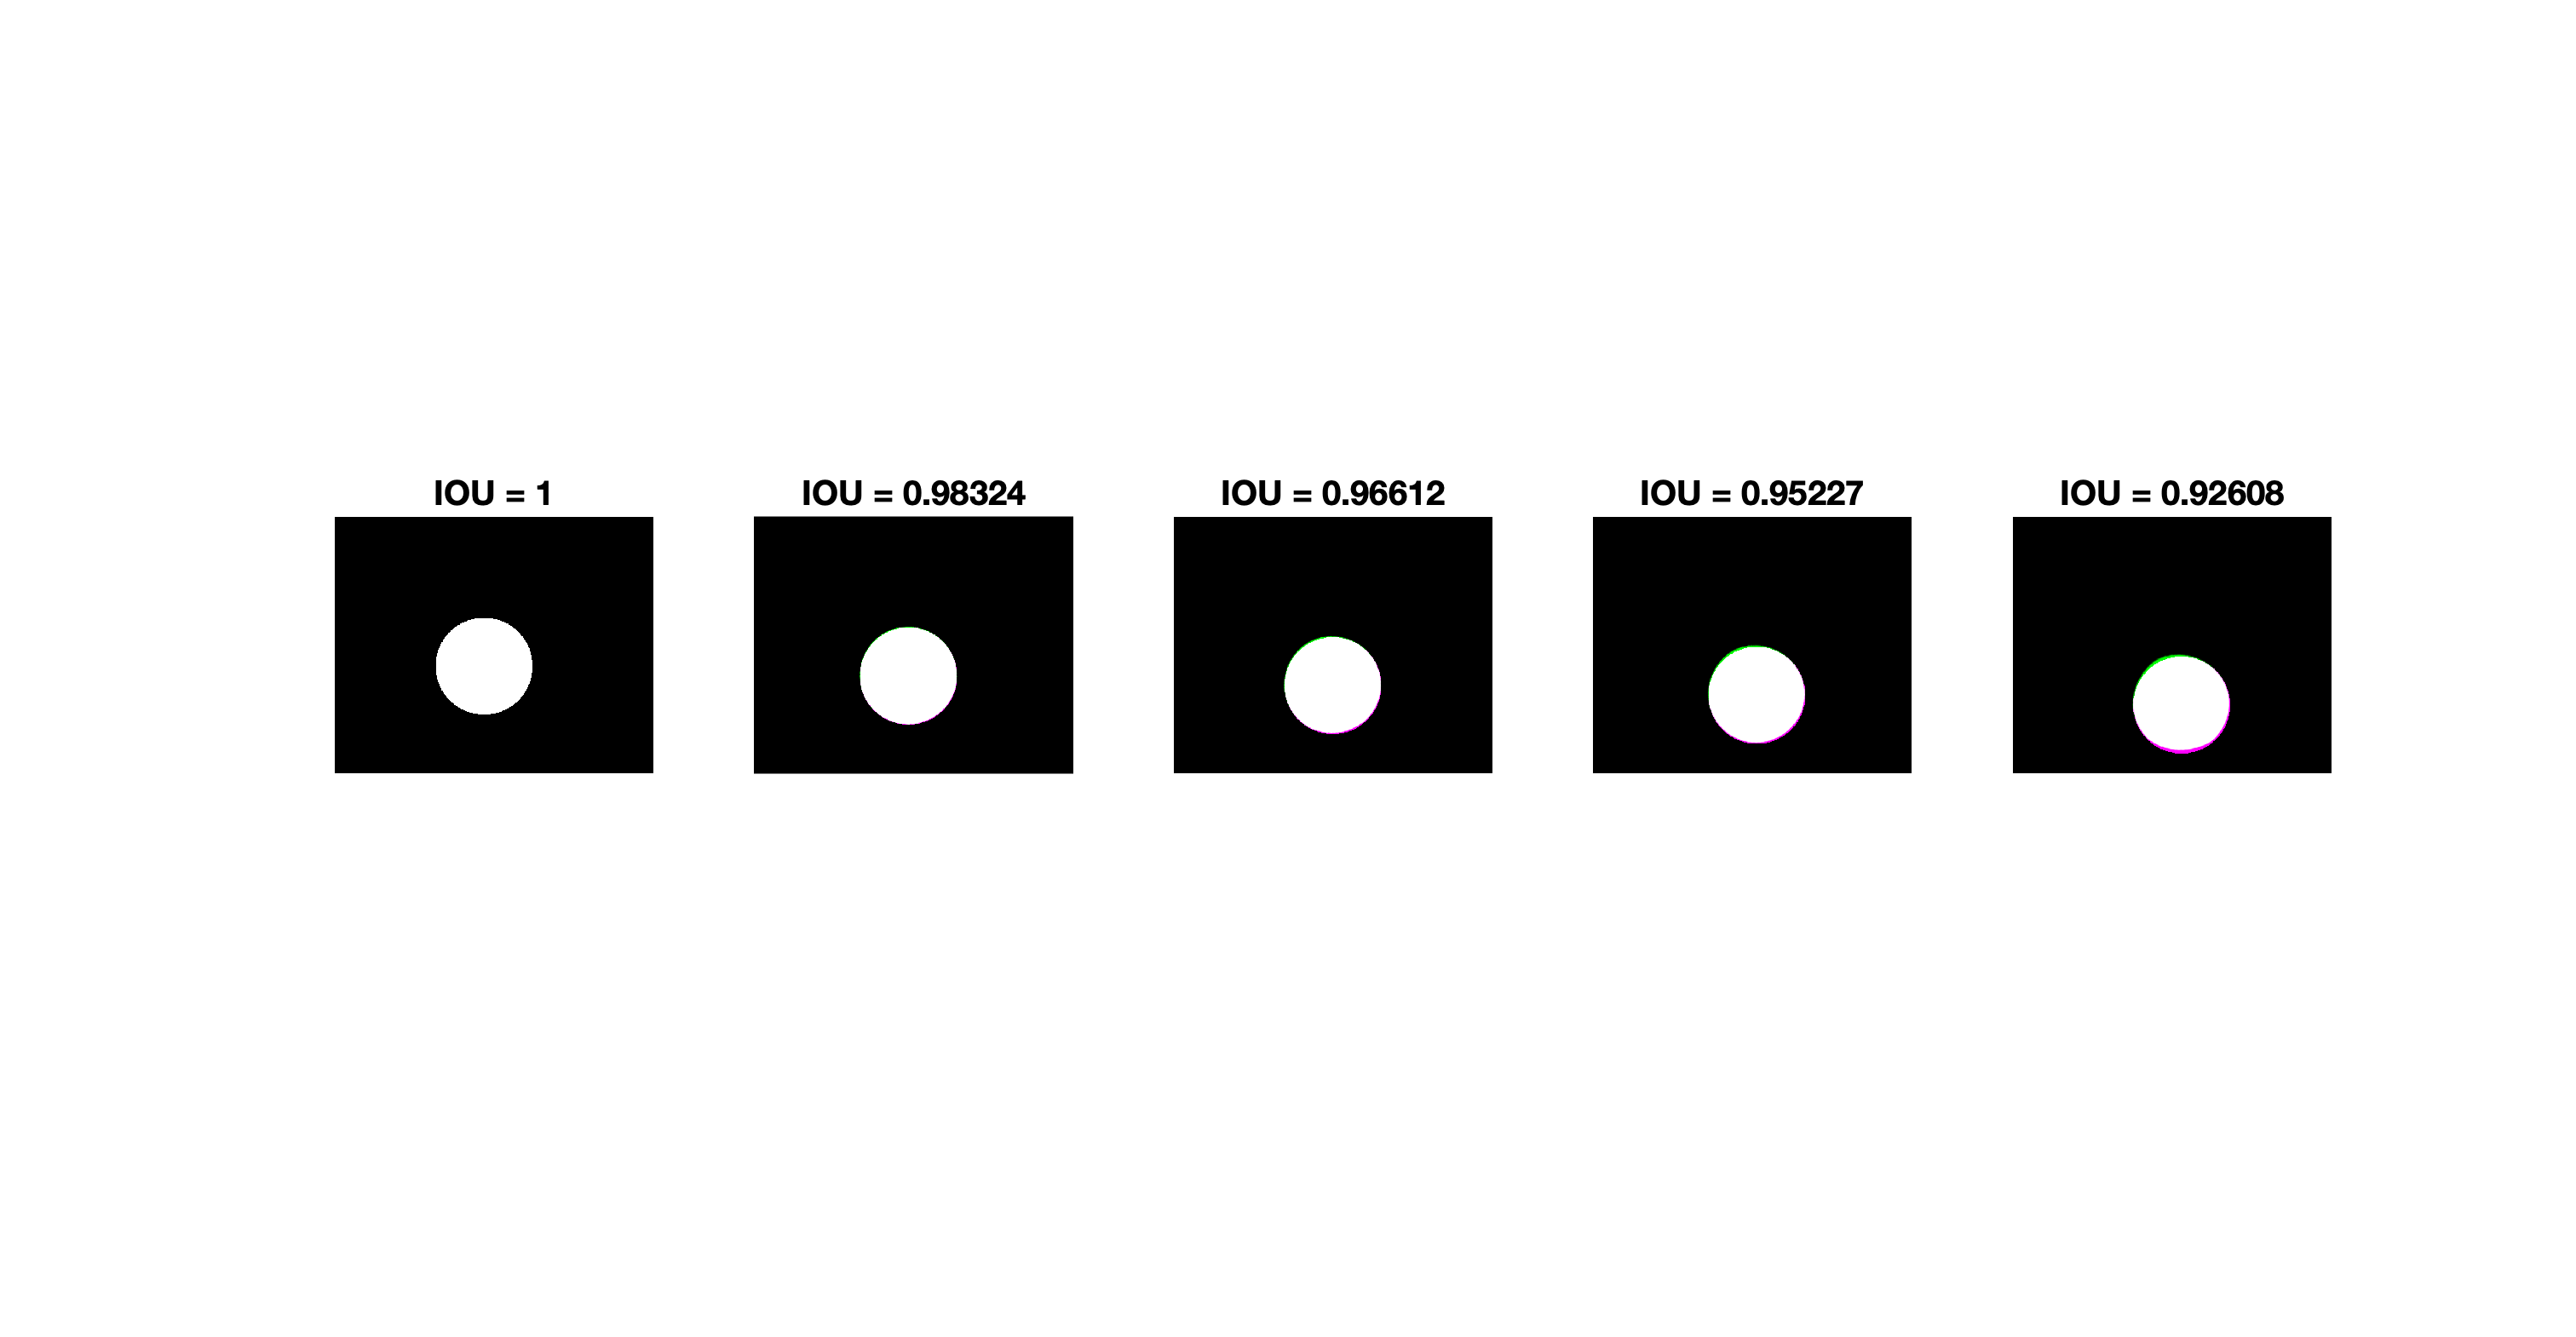 IOU = 1
IOU = 0.98324
IOU = 0.96612
IOU = 0.95227
IOU = 0.92608